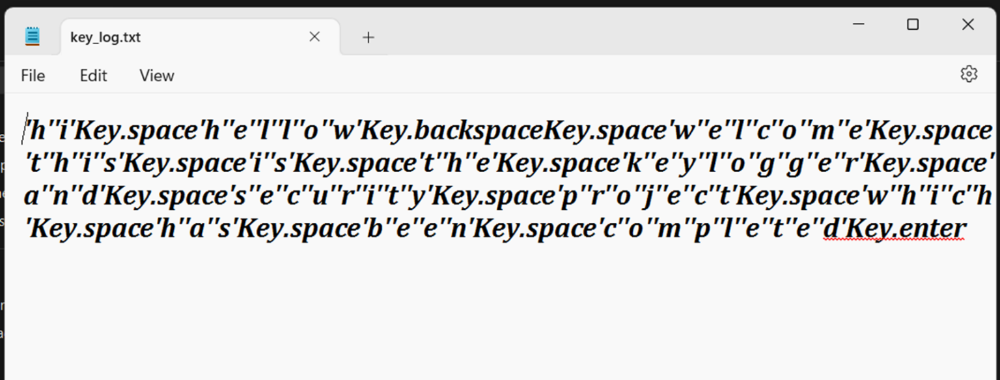 key_log.txt
File Edit View
'h''i'Key.space'h''e''l''l''o''w'Key.backspaceKey.space'w''e''l''c''o''m''e'Key.space
't''h''i''s'Key.space'i''s'Key.space't''h''e'Key.space'k''e''y''l''o''g''g''e''r'Key.space'
a''n''d'Key.space's''e''c''u''r''i''t''y'Key.space'p''r''o''j''e''c''t'Key.space'w''h''i''c''h
'Key.space'h''a''s'Key.space'b''e''e''n'Key.space'c''o''m''p''l''e''t''e''d'Key.enter